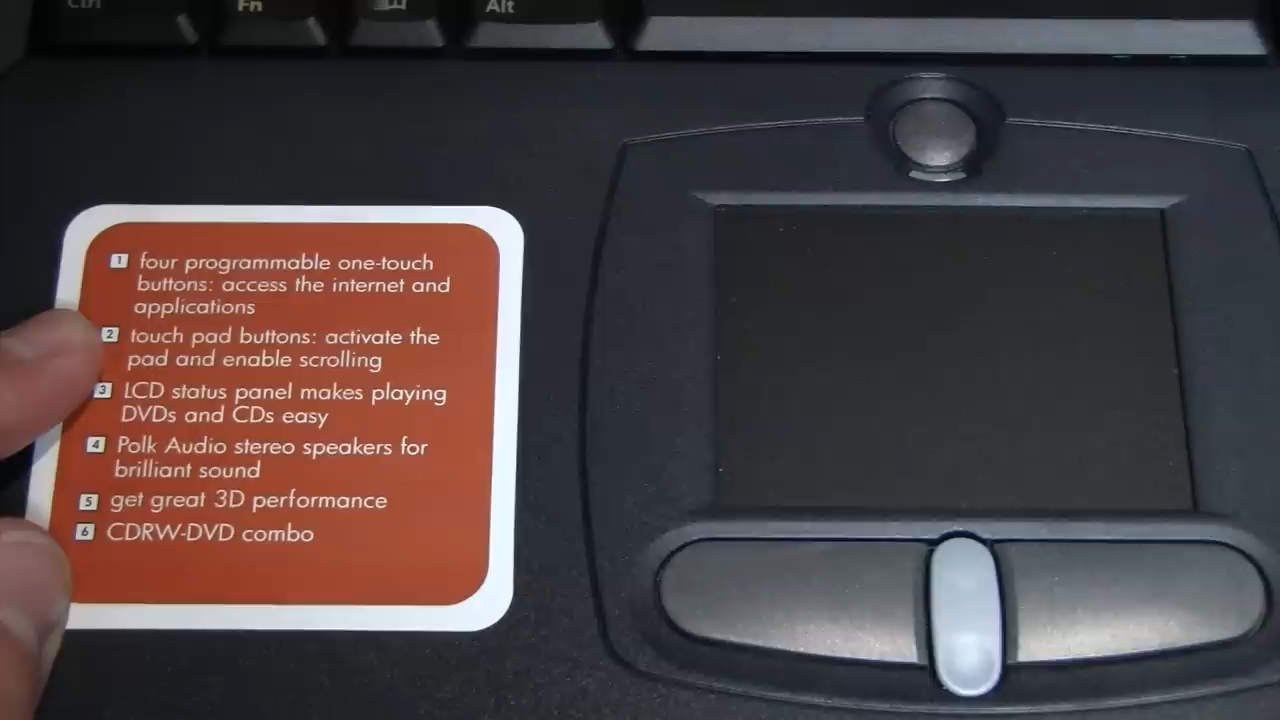 Ctrl
Fn
Alt
1 four programmable one-touch
buttons: access the internet and
applications
2 touch pad buttons: activate the
pad and enable scrolling
3 LCD status panel makes playing
DVDs and CDs easy
4 Polk Audio stereo speakers for
brilliant sound
5 get great 3D performance
6 CDRW-DVD combo